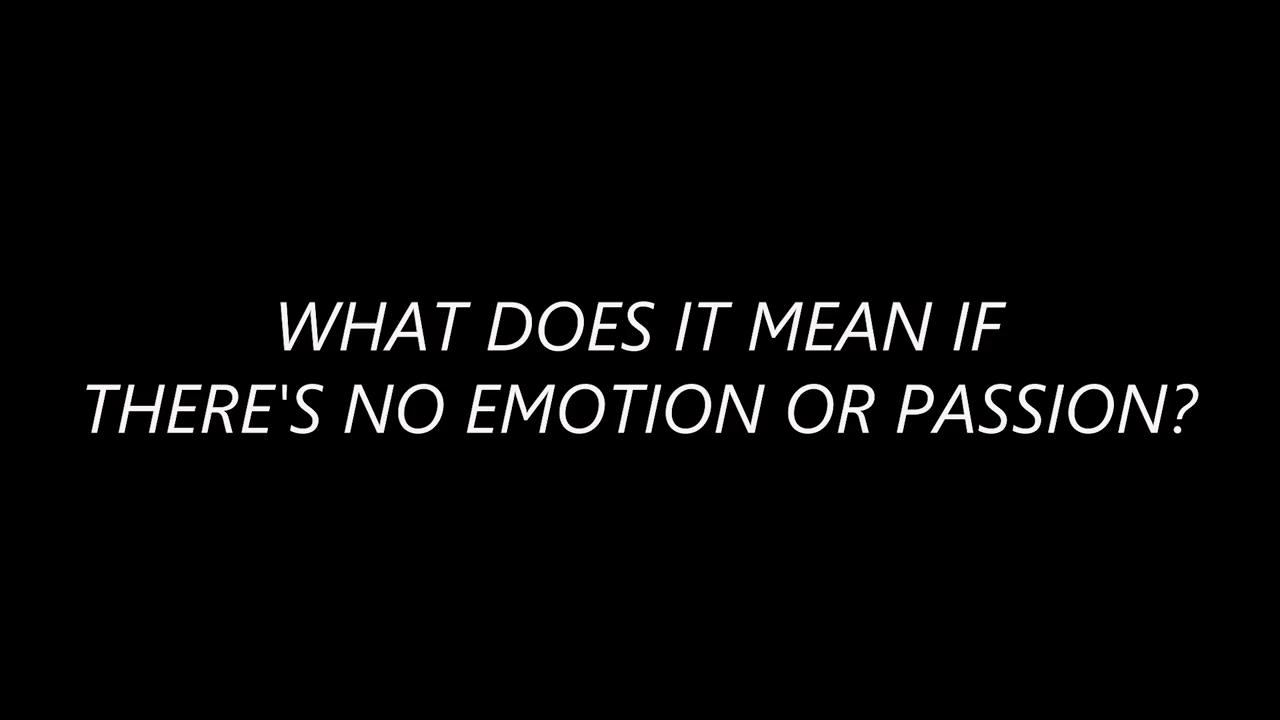 WHAT DOES IT MEAN IF
THERE'S NO EMOTION OR PASSION?